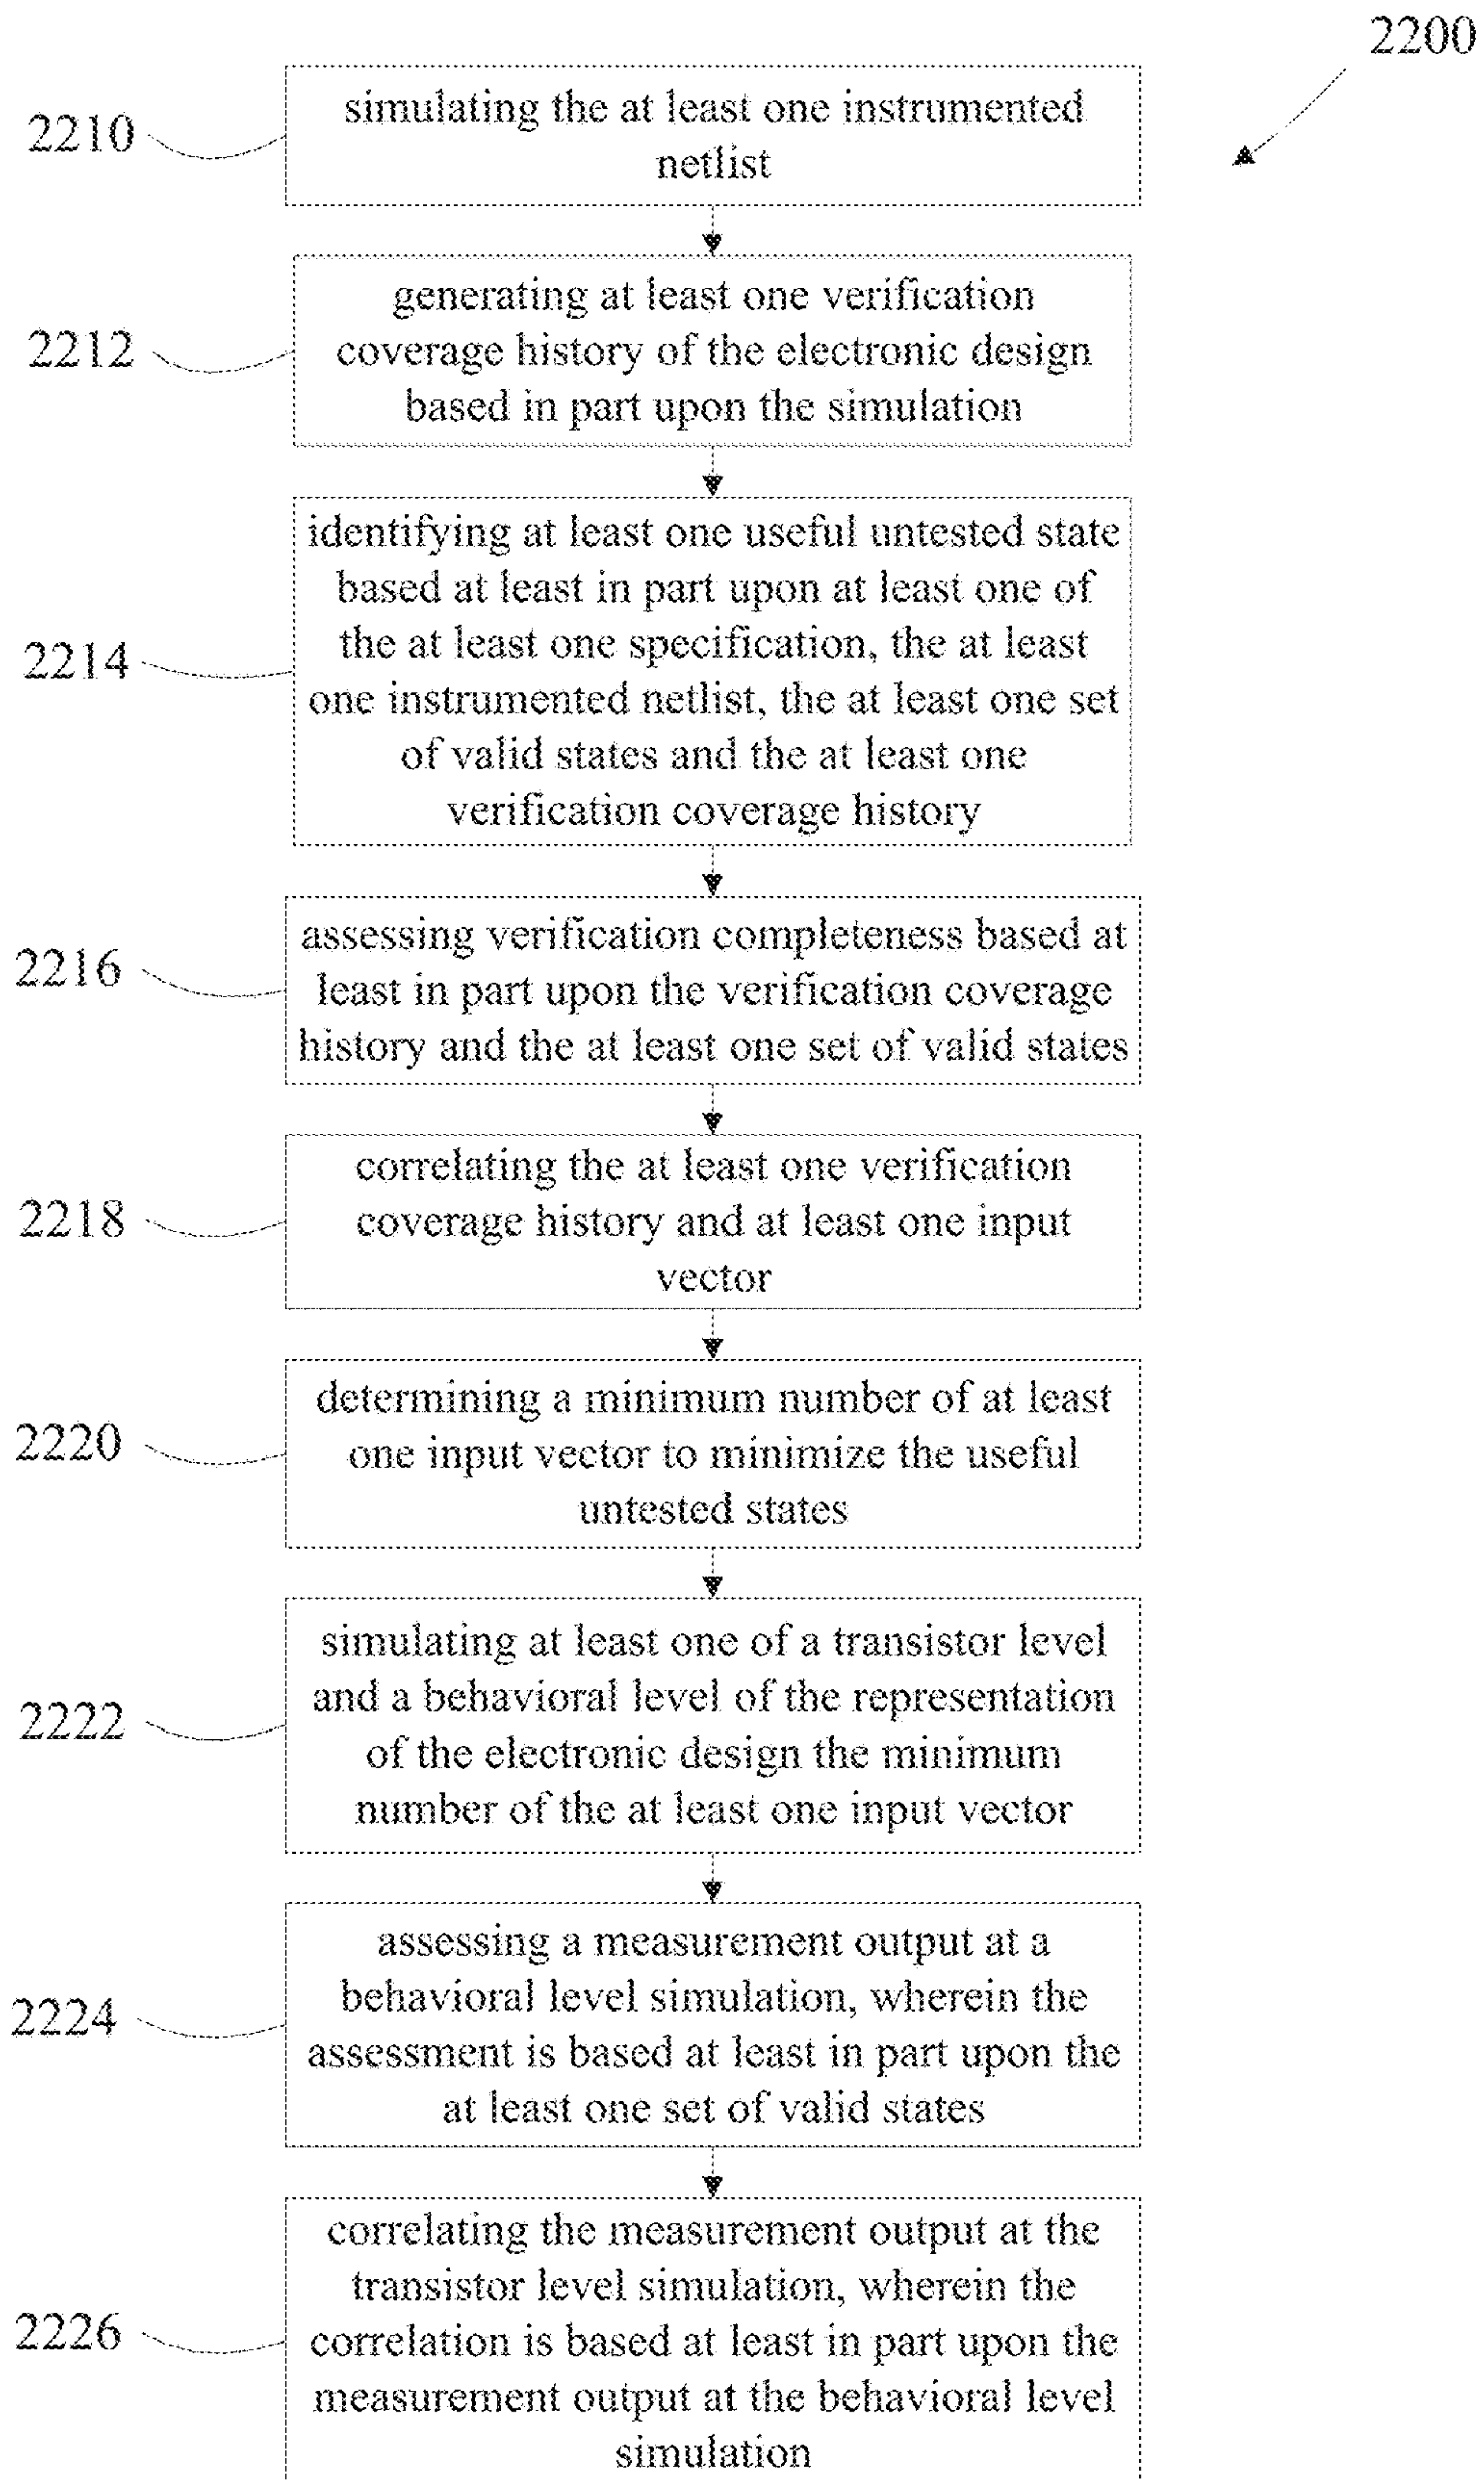 2200
2210
simulating the at least one instrumented
netlist
2212
generating at least one verification
coverage history of the electronic design
based in part upon the simulation
2214
identifying at least one useful untested state
based at least in part upon at least one of
the at least one specification, the at least
one instrumented netlist, the at least one set
of valid states and the at least one
verification coverage history
2216
assessing verification completeness based at
least in part upon the verification coverage
history and the at least one set of valid states
2218
correlating the at least one verification
coverage history and at least one input
vector
2220
determining a minimum number of at least
one input vector to minimize the useful
untested states
2222
simulating at least one of a transistor level
and a behavioral level of the representation
of the electronic design the minimum
number of the at least one input vector
2224
assessing a measurement output at a
behavioral level simulation, wherein the
assessment is based at least in part upon the
at least one set of valid states
2226
correlating the measurement output at the
transistor level simulation, wherein the
correlation is based at least in part upon the
measurement output at the behavioral level
simulation